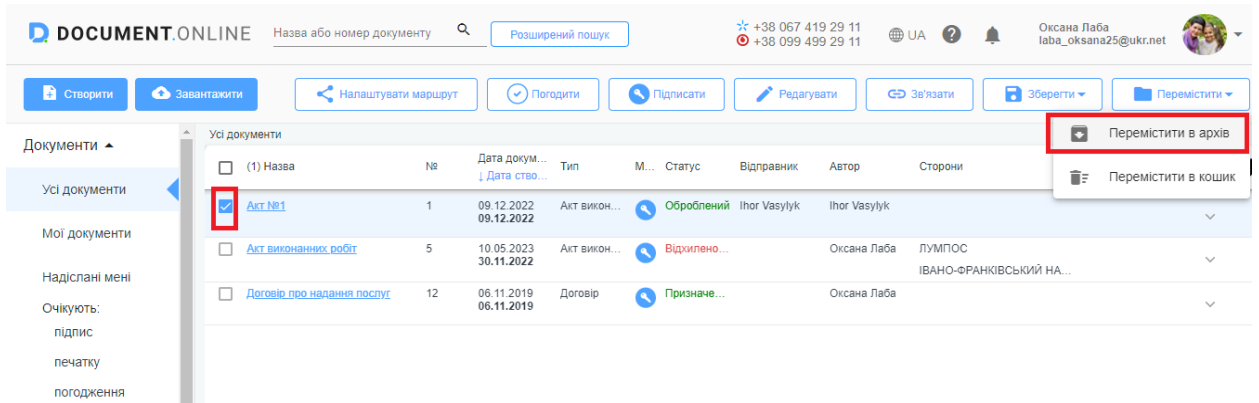 DOCUMENT.ONLINE
Назва або номер документу
Розширений пошук
+38 067 419 29 11
+38 099 499 29 11
UA
Оксана Лаба
laba_oksana25@ukr.net
Створити
Завантажити
Налаштувати маршрут
Погодити
Підписати
Редагувати
Зв'язати
Зберегти
Перемістити
Перемістити в архів
Перемістити в кошик
Документи
Усі документи
Мої документи
Надіслані мені
Очікують:
підпис
печатку
погодження
Усі документи
(1) Назва № Дата докум... Тип М... Статус Відправник Автор Сторони
↓ Дата ство...
Акт №1 1 09.12.2022 Акт викон... Оброблений Ihor Vasylyk Ihor Vasylyk
09.12.2022
Акт виконанних робіт 5 10.05.2023 Акт викон... Відхилено... Оксана Лаба ЛУМПОС
30.11.2022 ІВАНО-ФРАНКІВСЬКИЙ НА...
Договір про надання послуг 12 06.11.2019 Договір Призначе... Оксана Лаба
06.11.2019